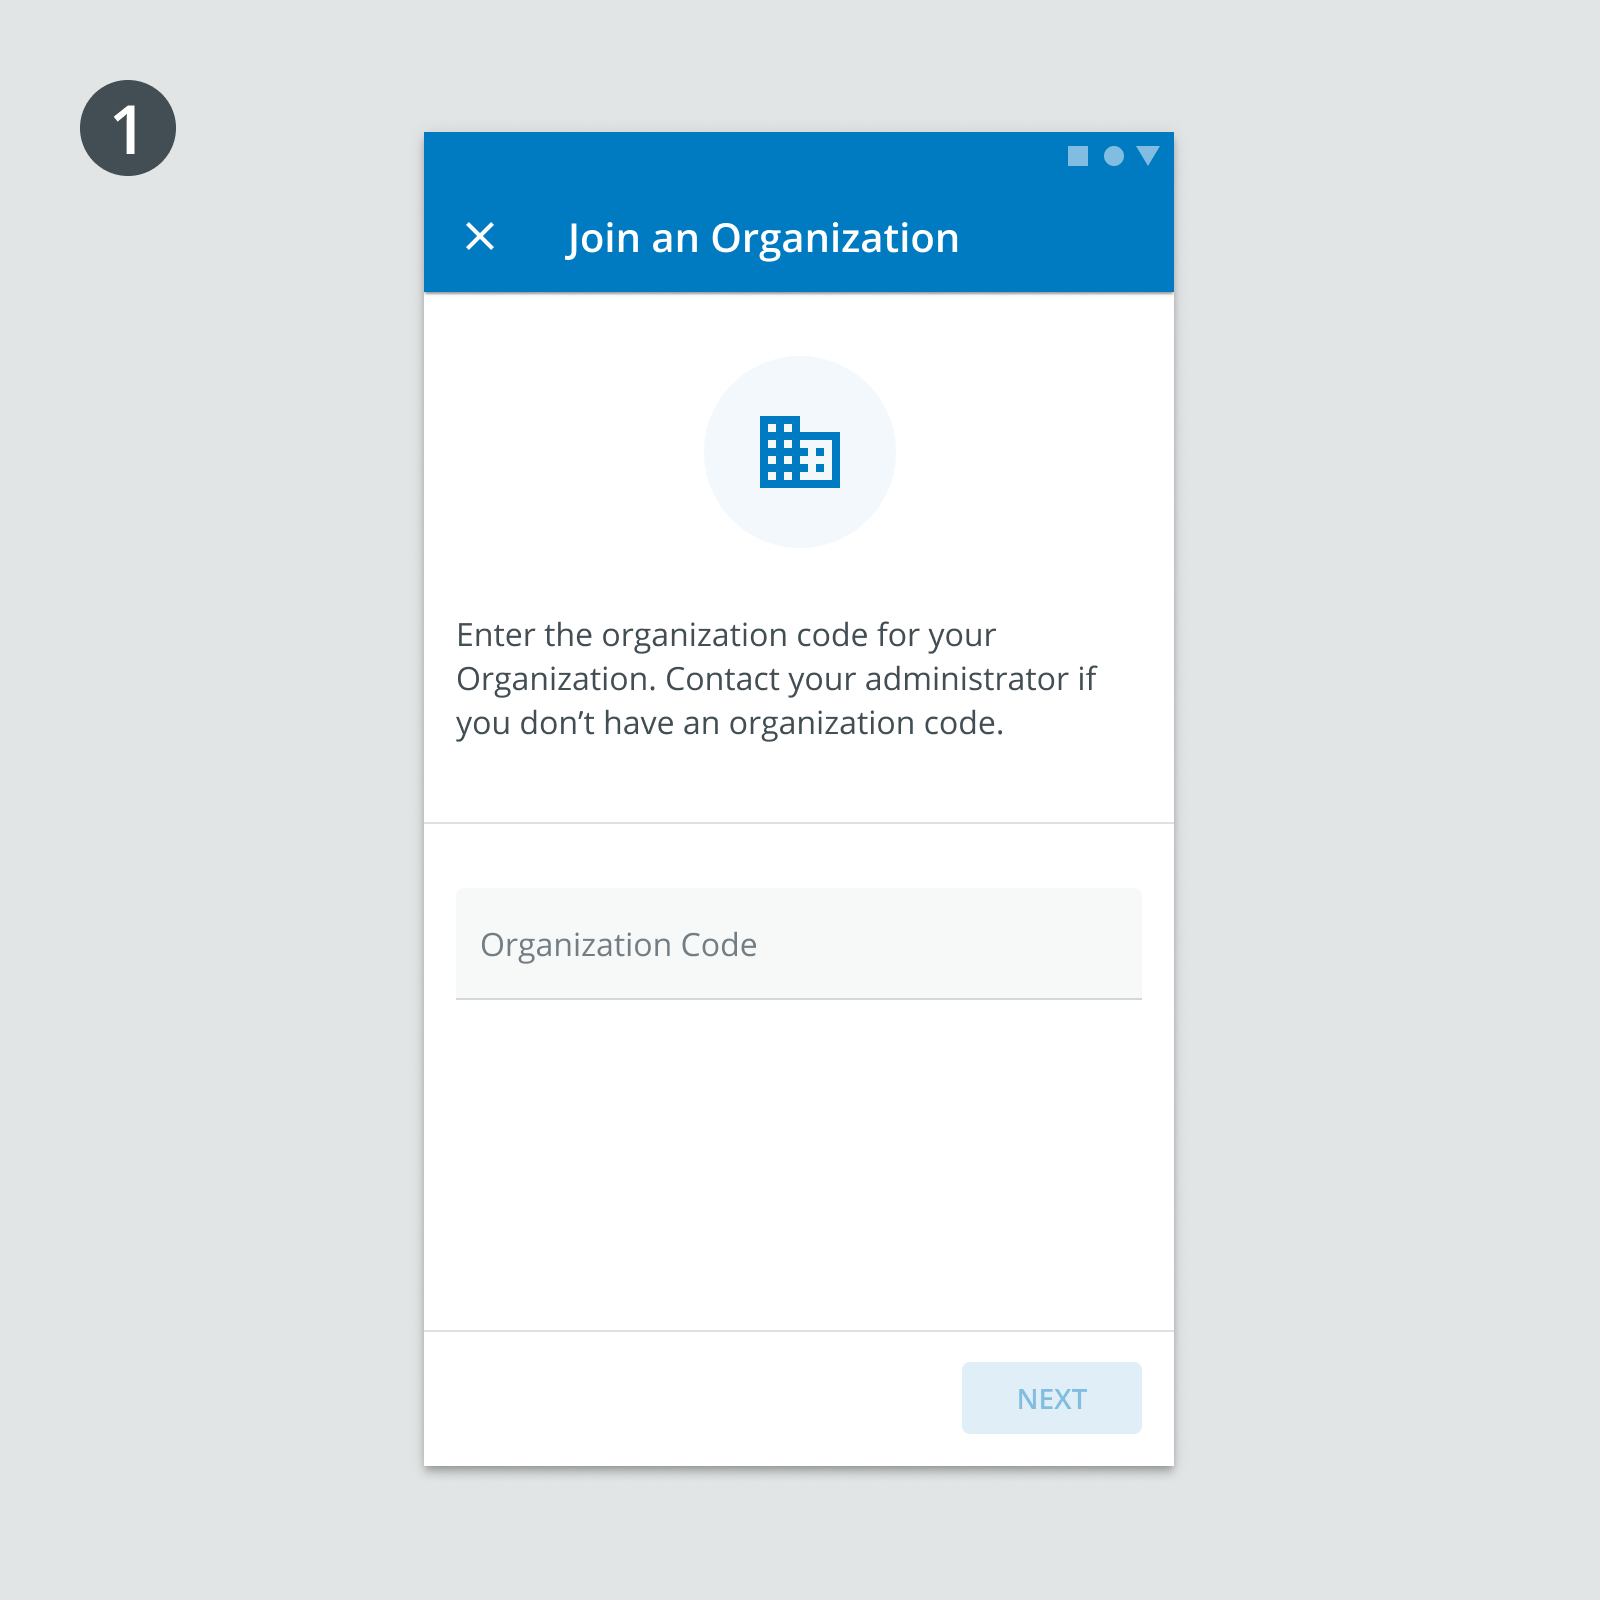 1
Join an Organization
Enter the organization code for your
Organization. Contact your administrator if
you don’t have an organization code.
Organization Code
NEXT